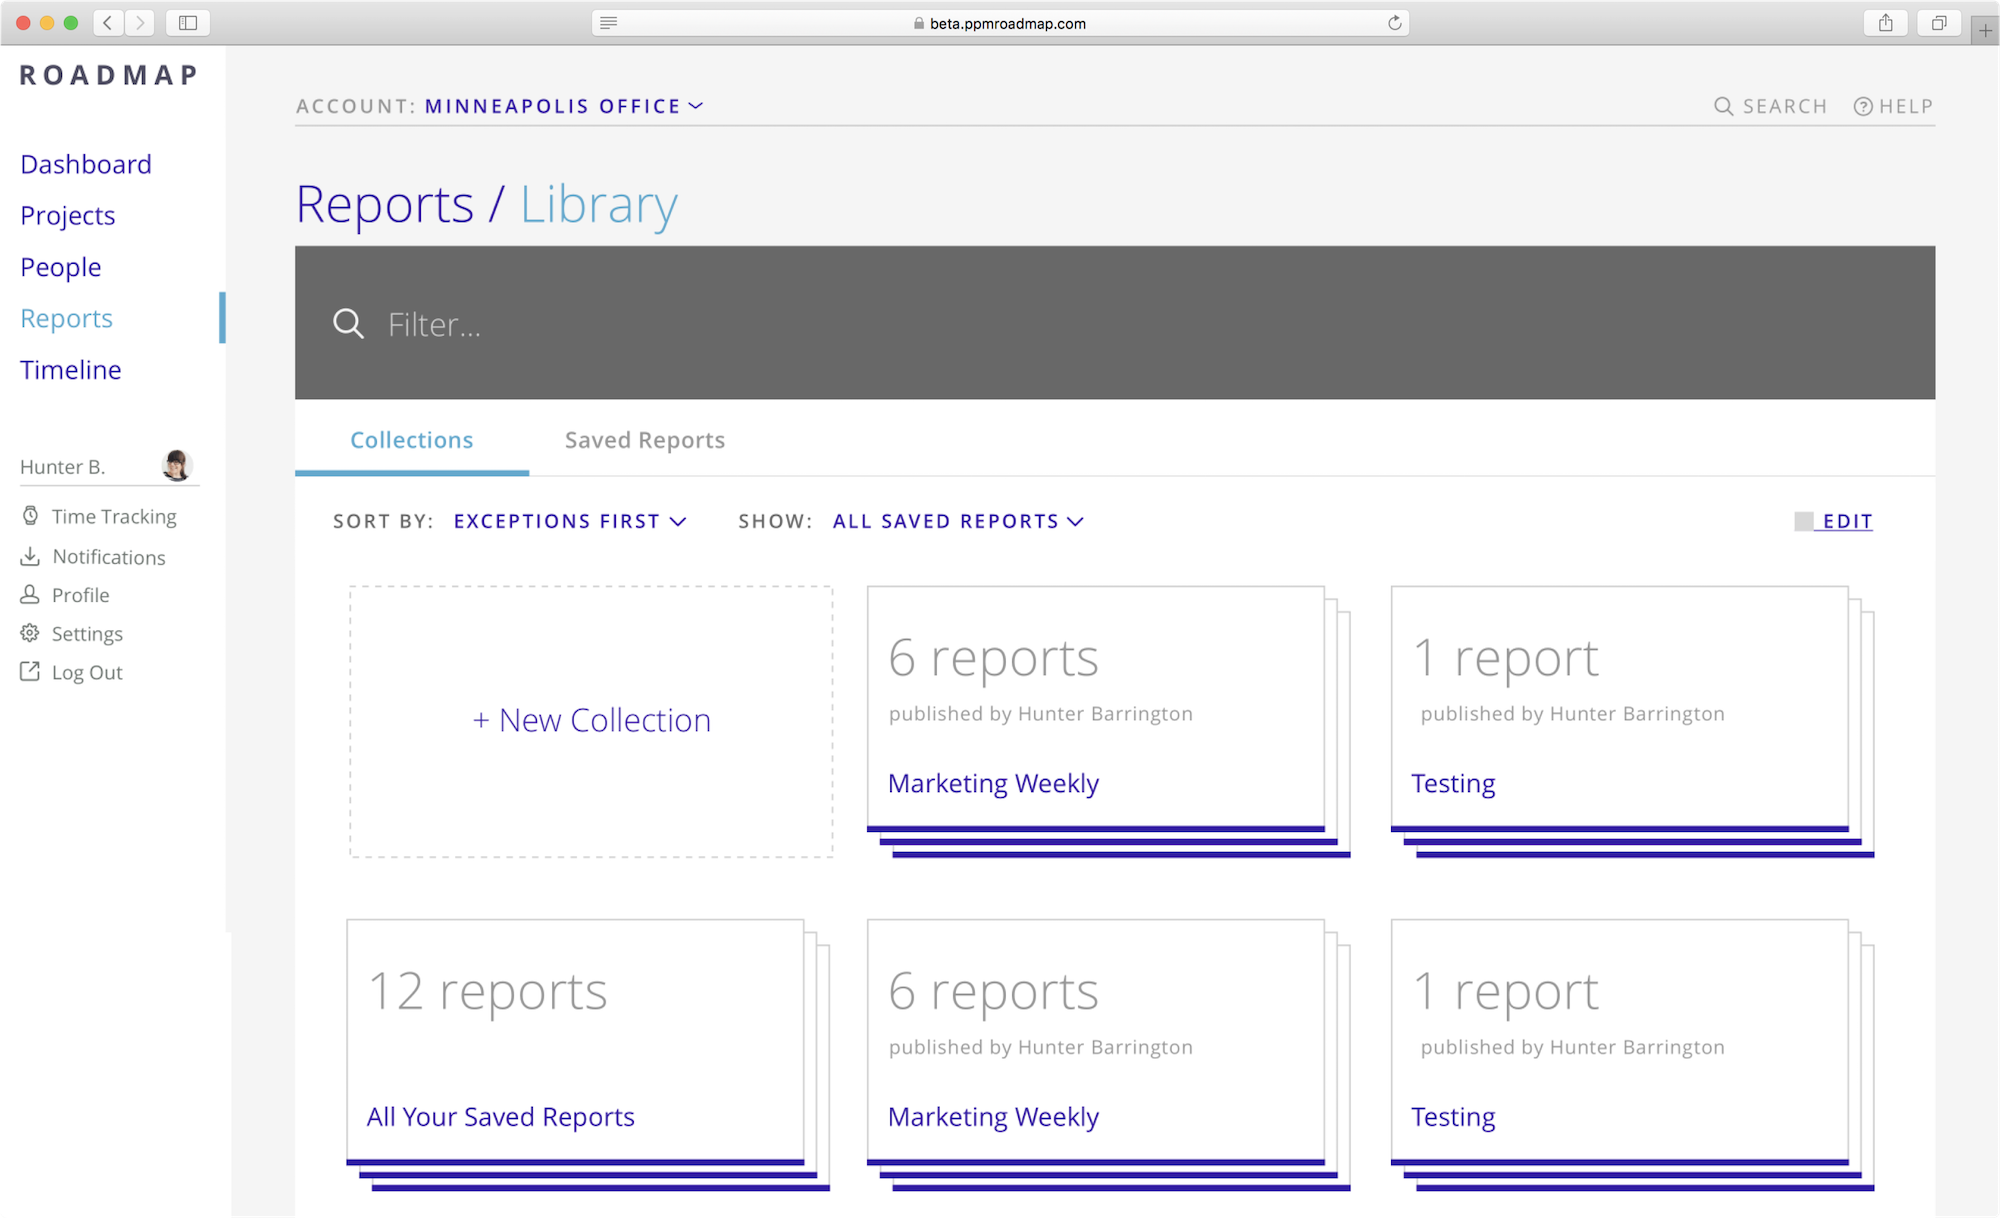 beta.ppmroadmap.com
ROADMAP
ACCOUNT: MINNEAPOLIS OFFICE
SEARCH
HELP
Dashboard
Projects
People
Reports
Timeline
Hunter B.
Time Tracking
Notifications
Profile
Settings
Log Out
Reports / Library
Filter...
Collections
Saved Reports
SORT BY: EXCEPTIONS FIRST
SHOW: ALL SAVED REPORTS
EDIT
+ New Collection
6 reports
published by Hunter Barrington
Marketing Weekly
1 report
published by Hunter Barrington
Testing
12 reports
All Your Saved Reports
6 reports
published by Hunter Barrington
Marketing Weekly
1 report
published by Hunter Barrington
Testing